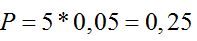 P = 5 * 0,05 = 0,25